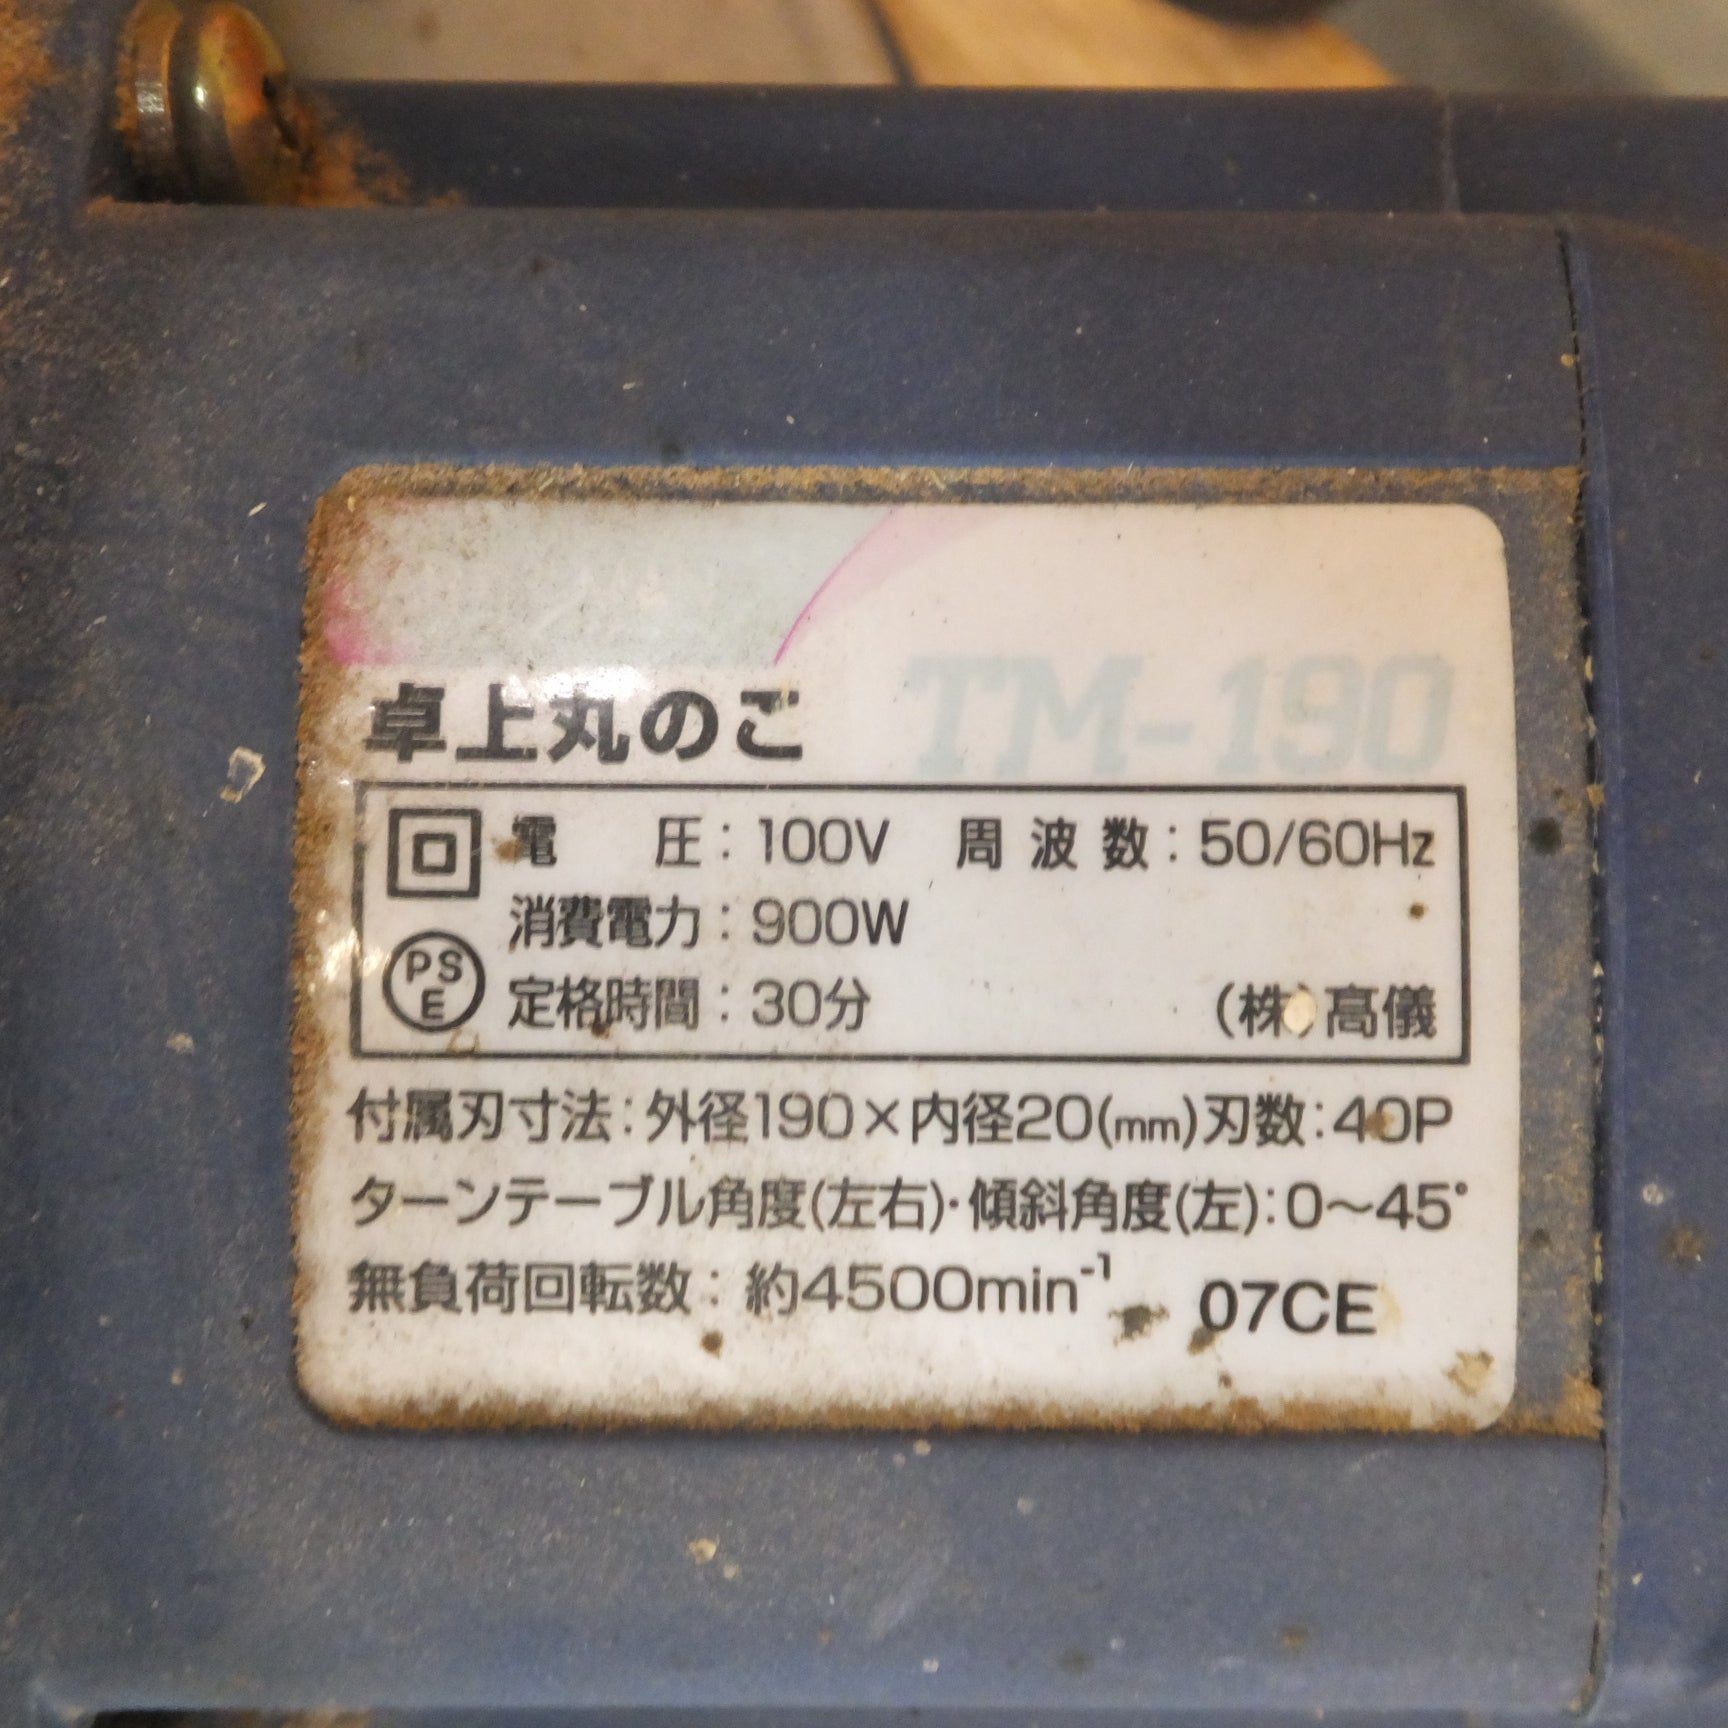 卓上丸のこ TM-190
電圧：100V 周波数：50/60Hz
消費電力：900W
PS
E
定格時間：30分 (株)高儀
付属刃寸法：外径190×内径20(mm)刃数：40P
ターンテーブル角度(左右)・傾斜角度(左)：0～45°
無負荷回転数：約4500min⁻¹ 07CE